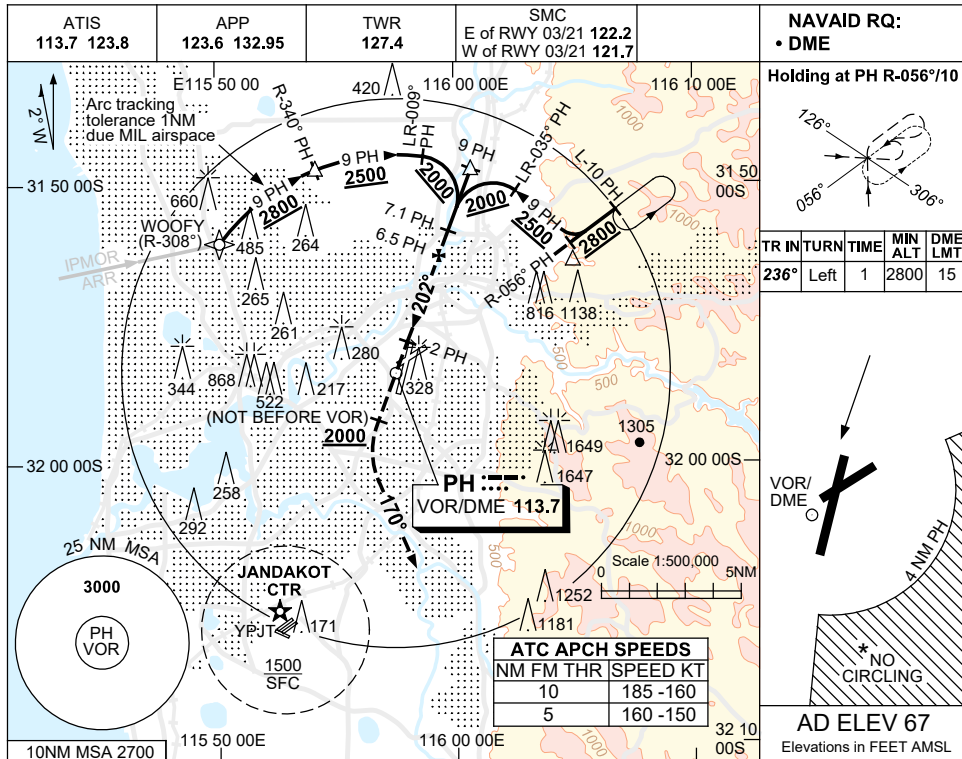 ATIS
113.7 123.8
APP
123.6 132.95
TWR
127.4
SMC
E of RWY 03/21 122.2
W of RWY 03/21 121.7
NAVAID RQ:
• DME
E115 50 00
116 00 00
116 10 00
2° W
Arc tracking
tolerance 1NM
due MIL airspace
R-340° PH
420
LR-009°
PH
9 PH
LR-035° PH
L-10 PH
1000
31 50 00S
31 50
00S
9 PH
2500
2000
2000
9 PH
2500
2800
1000
9 PH
2800
660
WOOFY
(R-308°)
485
264
7.1 PH
6.5 PH
R-056° PH
IPMOR
ARR
265
261
202°
816
1138
280
2 PH
328
500
500
344
868
522
217
(NOT BEFORE VOR)
2000
1649
1647
1305
32 00 00S
32 00 00S
258
292
PH
VOR/DME 113.7
170°
1000
25 NM MSA
3000
PH
VOR
JANDAKOT
CTR
YPJT
171
1500
SFC
Scale 1:500,000
0
5NM
1252
1181
ATC APCH SPEEDS
NM FM THR SPEED KT
10 185 -160
5 160 -150
1000
1000
10NM MSA 2700
115 50 00E
116 00 00E
32 10
00S
Holding at PH R-056°/10
126°
056°
306°
TR IN TURN TIME MIN ALT DME LMT
236° Left 1 2800 15
VOR/
DME
4 NM PH
* NO
CIRCLING
AD ELEV 67
Elevations in FEET AMSL